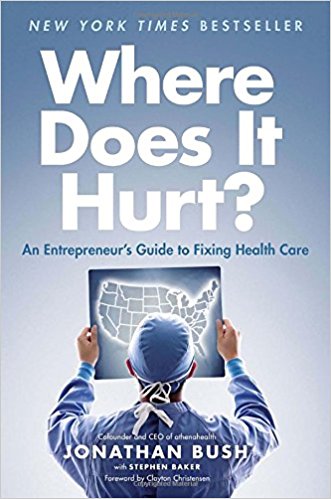 NEW YORK TIMES BESTSELLER
Where
Does It
Hurt?
An Entrepreneur's Guide to Fixing Health Care
Cofounder and CEO of athenahealth
JONATHAN BUSH
with STEPHEN BAKER
Foreword by Clayton Christensen